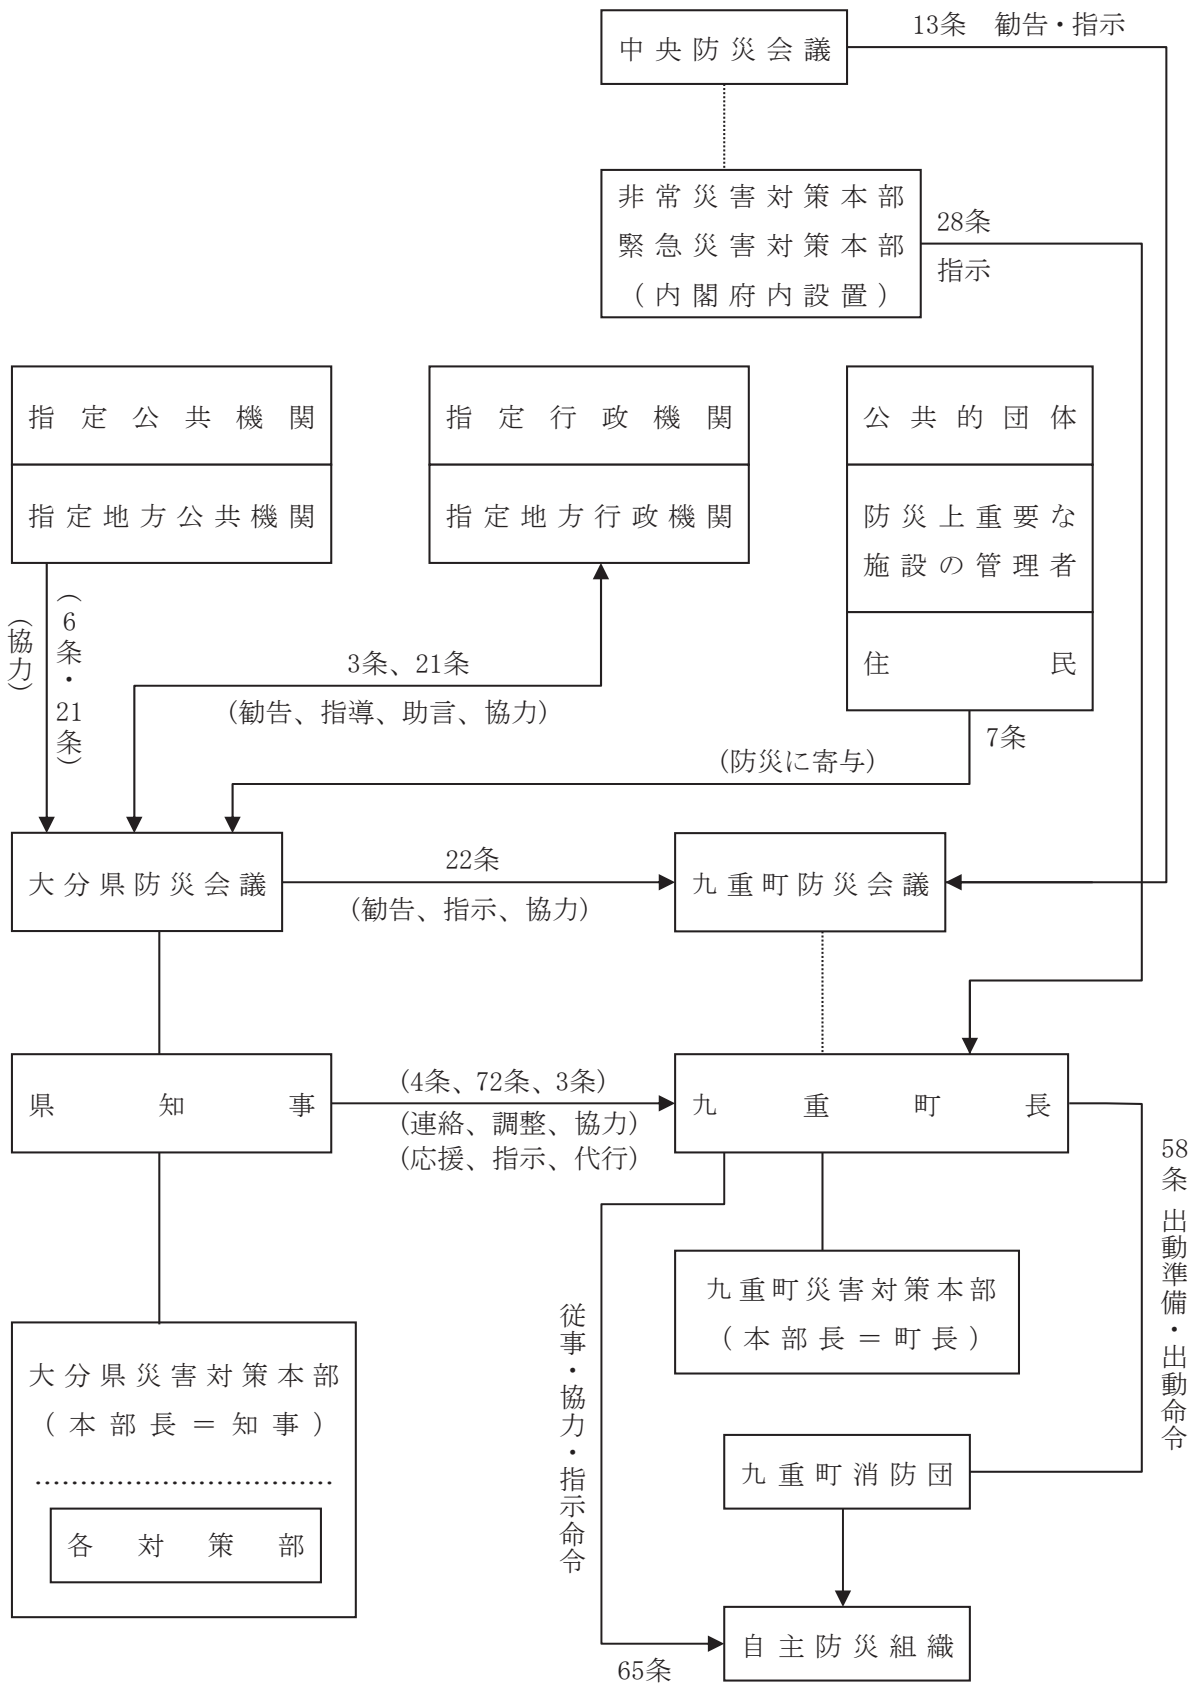 13条　勧告・指示
中央防災会議
非常災害対策本部
緊急災害対策本部
(内閣府内設置)
28条
指示
指定公共機関
指定地方公共機関
指定行政機関
指定地方行政機関
公共的団体
防災上重要な
施設の管理者
住民
(協力)
(6条・21条)
3条、21条
(勧告、指導、助言、協力)
7条
(防災に寄与)
大分県防災会議
22条
(勧告、指示、協力)
九重町防災会議
県知事
(4条、72条、3条)
(連絡、調整、協力)
(応援、指示、代行)
九重町長
58条 出動準備・出動命令
九重町災害対策本部
(本部長＝町長)
従事・協力・指示命令
大分県災害対策本部
(本部長＝知事)
各対策部
九重町消防団
自主防災組織
65条